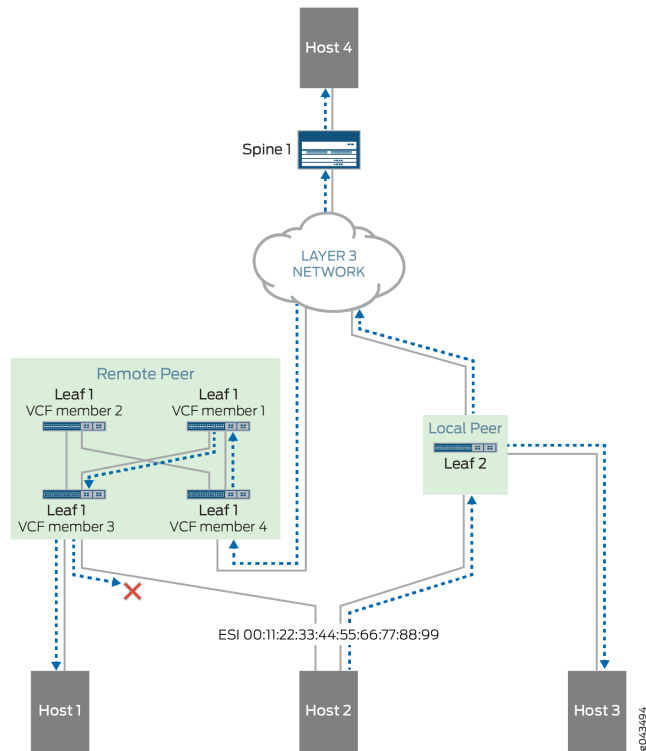 Host 4
Spine 1
LAYER 3
NETWORK
Remote Peer
Leaf 1
VCF member 2
Leaf 1
VCF member 1
Leaf 1
VCF member 3
Leaf 1
VCF member 4
Local Peer
Leaf 2
ESI 00:11:22:33:44:55:66:77:88:99
Host 1
Host 2
Host 3
g043494